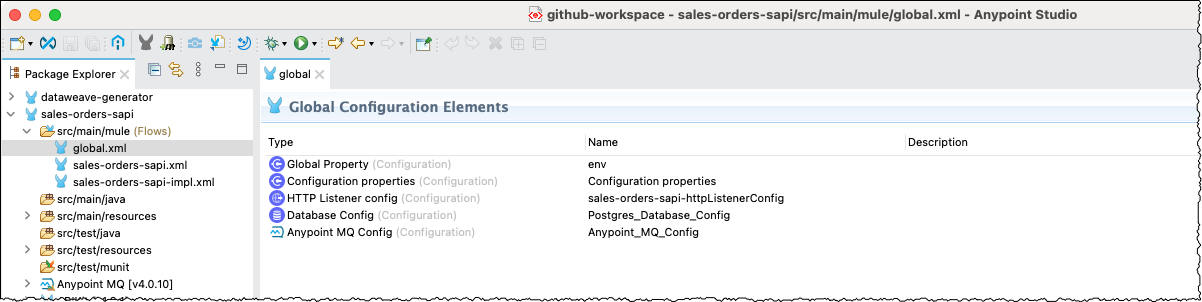 github-workspace - sales-orders-sapi/src/main/mule/global.xml - Anypoint Studio
Package Explorer
global
dataweave-generator
sales-orders-sapi
src/main/mule (Flows)
global.xml
sales-orders-sapi.xml
sales-orders-sapi-impl.xml
src/main/java
src/main/resources
src/test/java
src/test/resources
src/test/munit
Anypoint MQ [v4.0.10]
Global Configuration Elements
Type Name Description
Global Property (Configuration) env
Configuration properties (Configuration) Configuration properties
HTTP Listener config (Configuration) sales-orders-sapi-httpListenerConfig
Database Config (Configuration) Postgres_Database_Config
Anypoint MQ Config (Configuration) Anypoint_MQ_Config